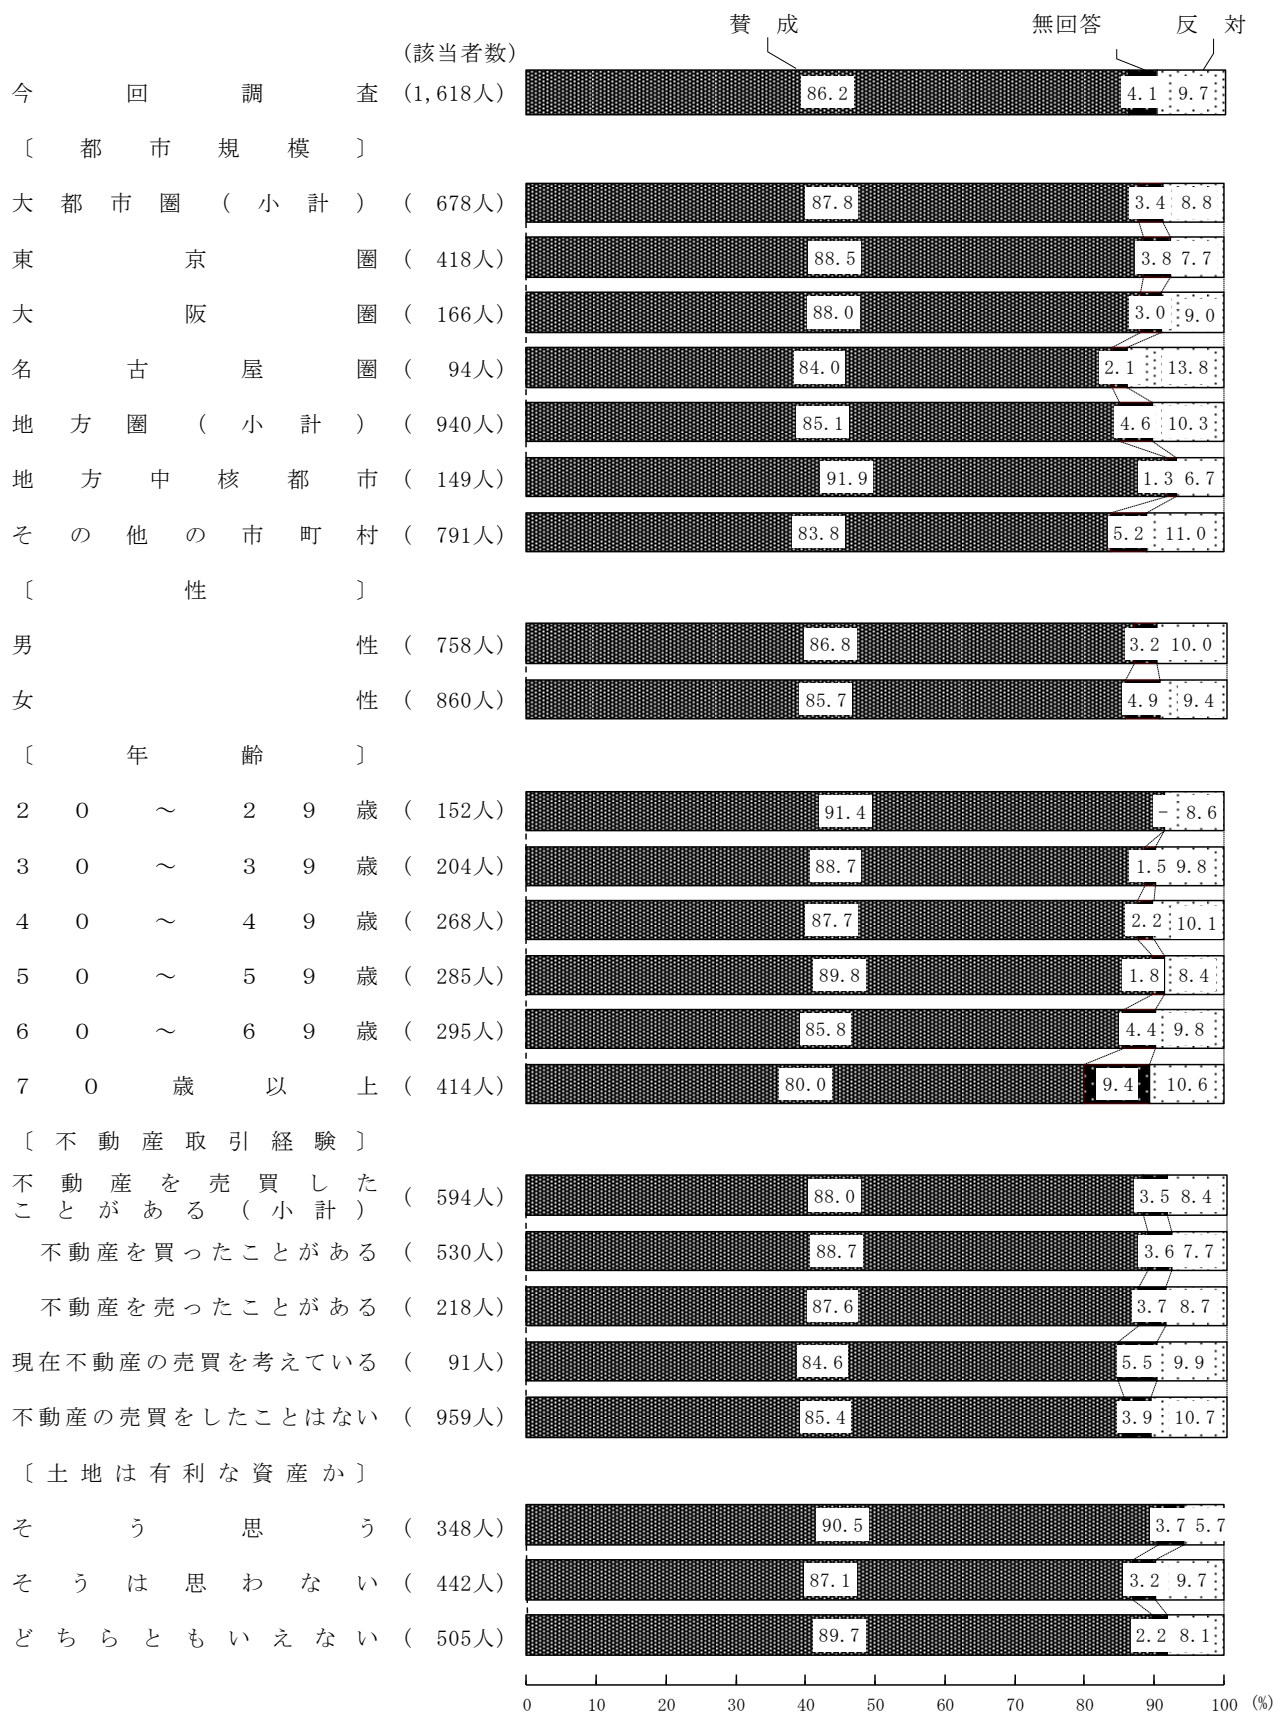 賛成 無回答 反対
(該当者数)
今回調査 (1,618人) 86.2 4.1 9.7
〔都市規模〕
大都市圏(小計) ( 678人) 87.8 3.4 8.8
東京圏 ( 418人) 88.5 3.8 7.7
大阪圏 ( 166人) 88.0 3.0 9.0
名古屋圏 ( 94人) 84.0 2.1 13.8
地方圏(小計) ( 940人) 85.1 4.6 10.3
地方中核都市 ( 149人) 91.9 1.3 6.7
その他の市町村 ( 791人) 83.8 5.2 11.0
〔性〕
男性 ( 758人) 86.8 3.2 10.0
女性 ( 860人) 85.7 4.9 9.4
〔年齢〕
20～29歳 ( 152人) 91.4 - 8.6
30～39歳 ( 204人) 88.7 1.5 9.8
40～49歳 ( 268人) 87.7 2.2 10.1
50～59歳 ( 285人) 89.8 1.8 8.4
60～69歳 ( 295人) 85.8 4.4 9.8
70歳以上 ( 414人) 80.0 9.4 10.6
〔不動産取引経験〕
不動産を売買した
ことがある(小計) ( 594人) 88.0 3.5 8.4
不動産を買ったことがある ( 530人) 88.7 3.6 7.7
不動産を売ったことがある ( 218人) 87.6 3.7 8.7
現在不動産の売買を考えている ( 91人) 84.6 5.5 9.9
不動産の売買をしたことはない ( 959人) 85.4 3.9 10.7
〔土地は有利な資産か〕
そう思う ( 348人) 90.5 3.7 5.7
そうは思わない ( 442人) 87.1 3.2 9.7
どちらともいえない ( 505人) 89.7 2.2 8.1
0 10 20 30 40 50 60 70 80 90 100 (%)